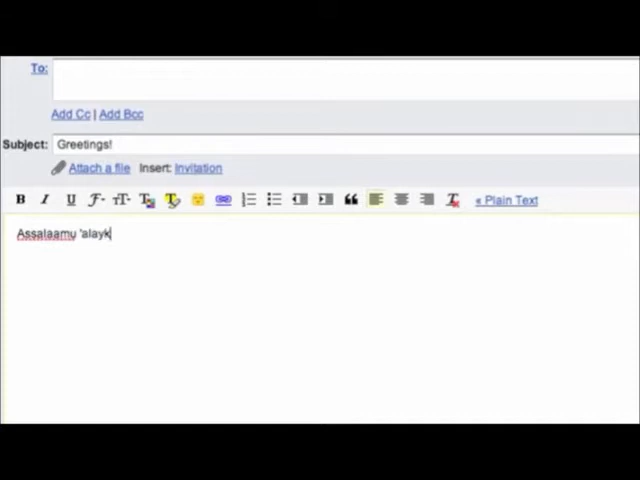 To:
Add Cc | Add Bcc
Subject: Greetings!
Attach a file Insert: Invitation
B I U F T T T « Plain Text
Assalaamu 'alayk